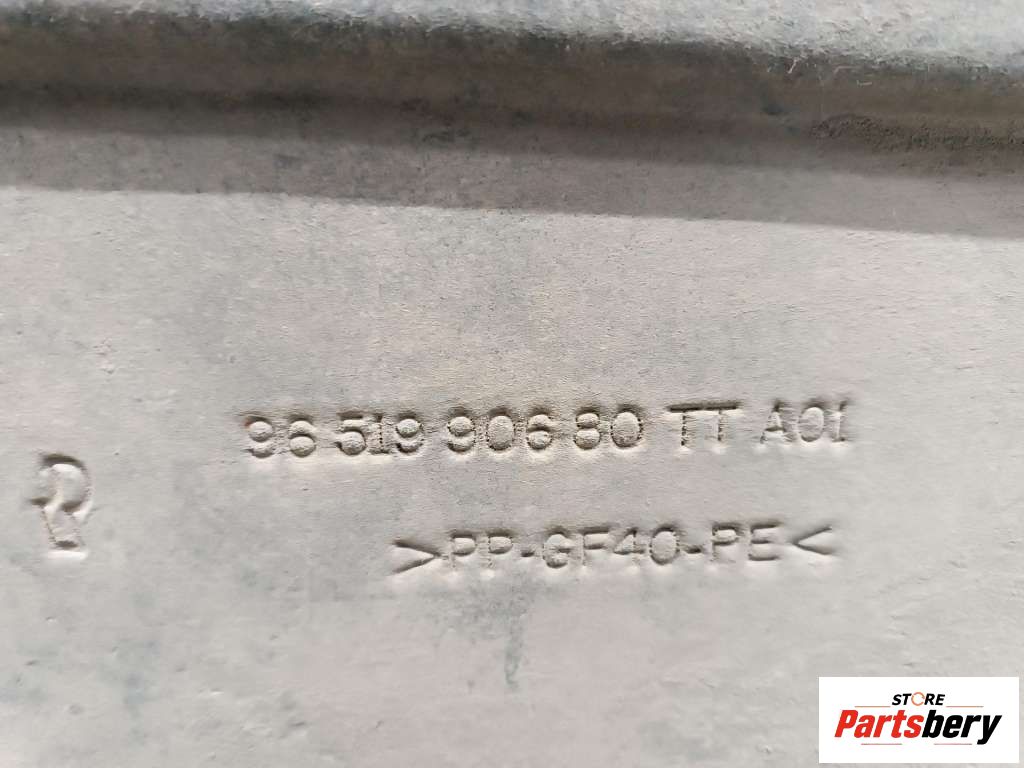 96 519 906 80 TT A01
>PP-GF40-PE<
STORE
Partsbery